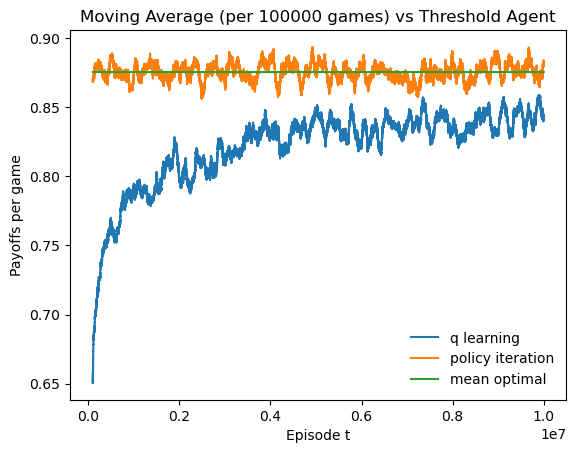 Moving Average (per 100000 games) vs Threshold Agent
Payoffs per game
0.90
0.85
0.80
0.75
0.70
0.65
q learning
policy iteration
mean optimal
0.0 0.2 0.4 0.6 0.8 1.0
1e7
Episode t